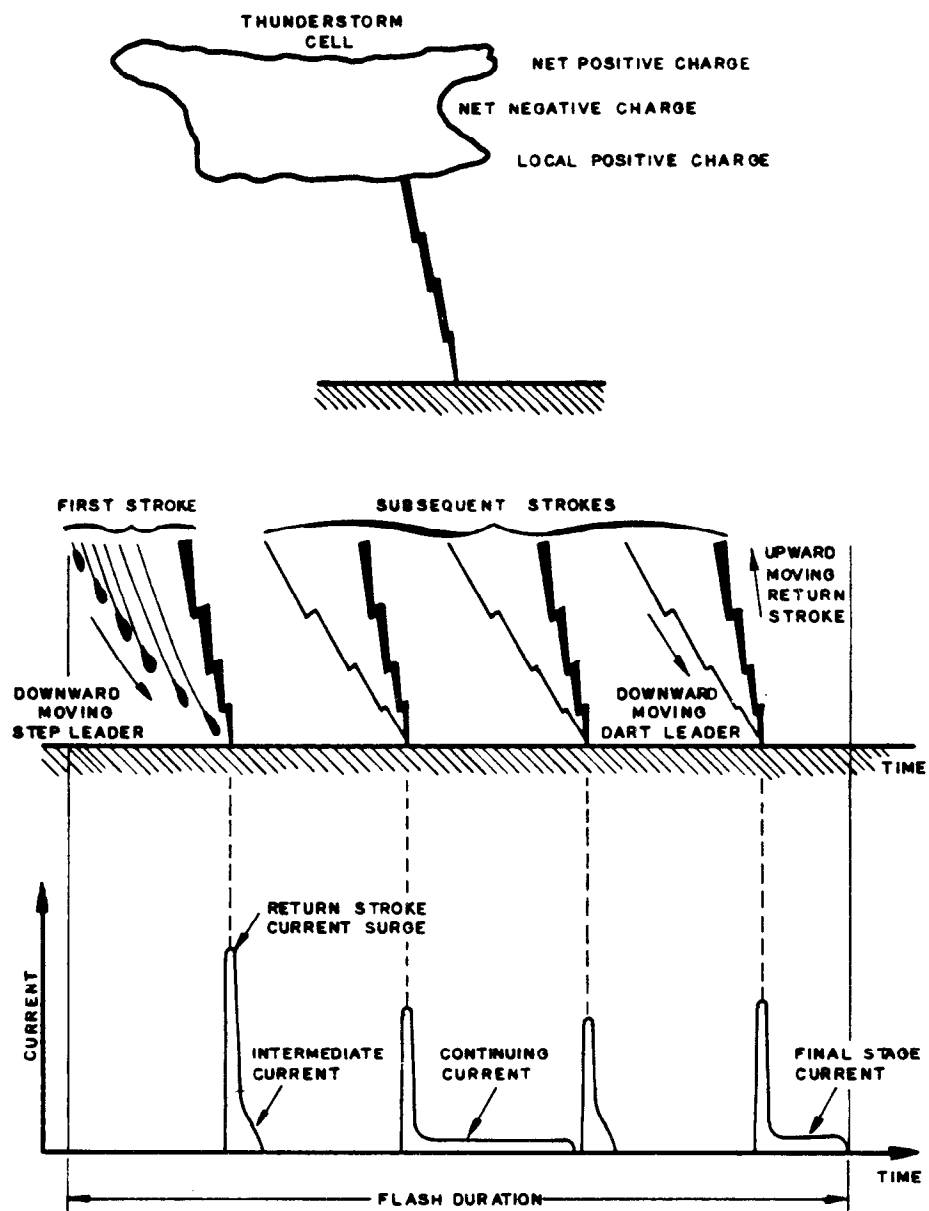 THUNDERSTORM
CELL
NET POSITIVE CHARGE
NET NEGATIVE CHARGE
LOCAL POSITIVE CHARGE
FIRST STROKE
SUBSEQUENT STROKES
UPWARD
MOVING
RETURN
STROKE
DOWNWARD
MOVING
STEP LEADER
DOWNWARD
MOVING
DART LEADER
TIME
RETURN STROKE
CURRENT SURGE
CURRENT
INTERMEDIATE
CURRENT
CONTINUING
CURRENT
FINAL STAGE
CURRENT
TIME
FLASH DURATION